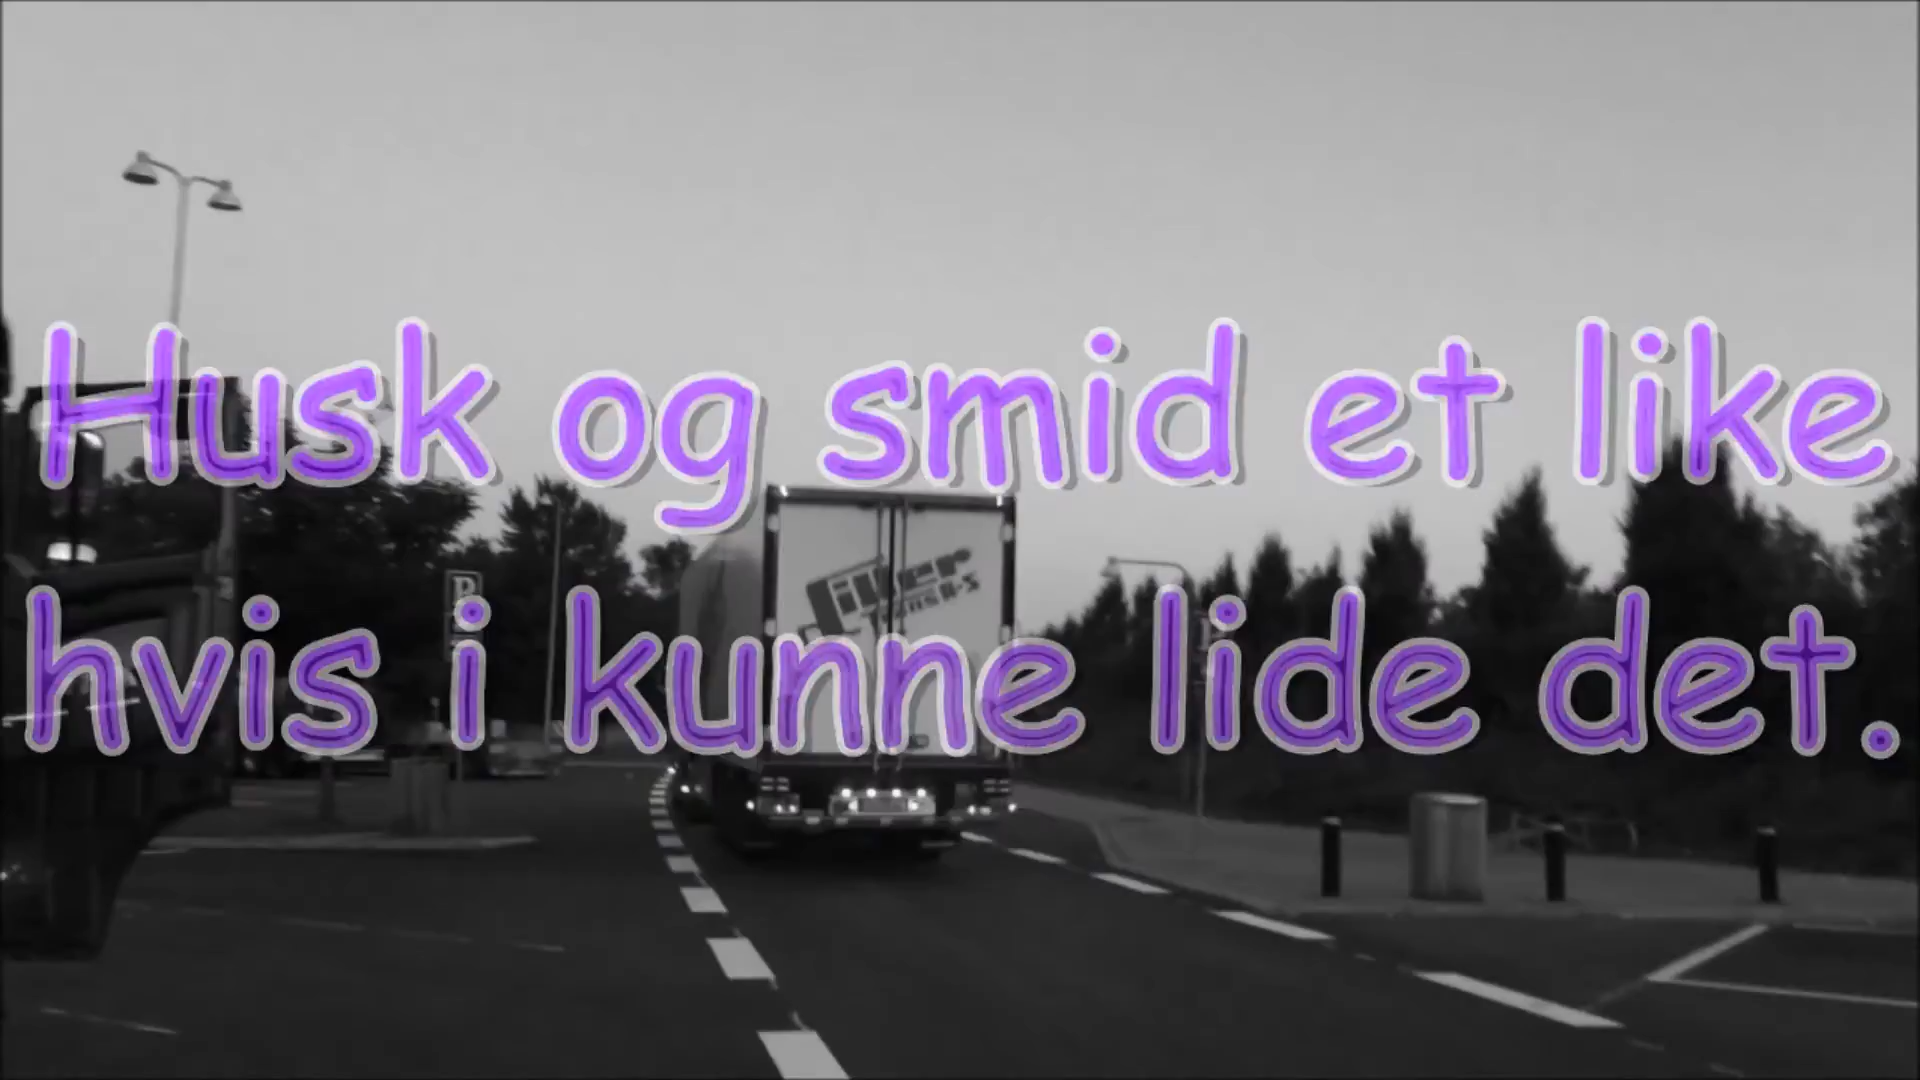 Husk og smid et like
hvis i kunne lide det.
P